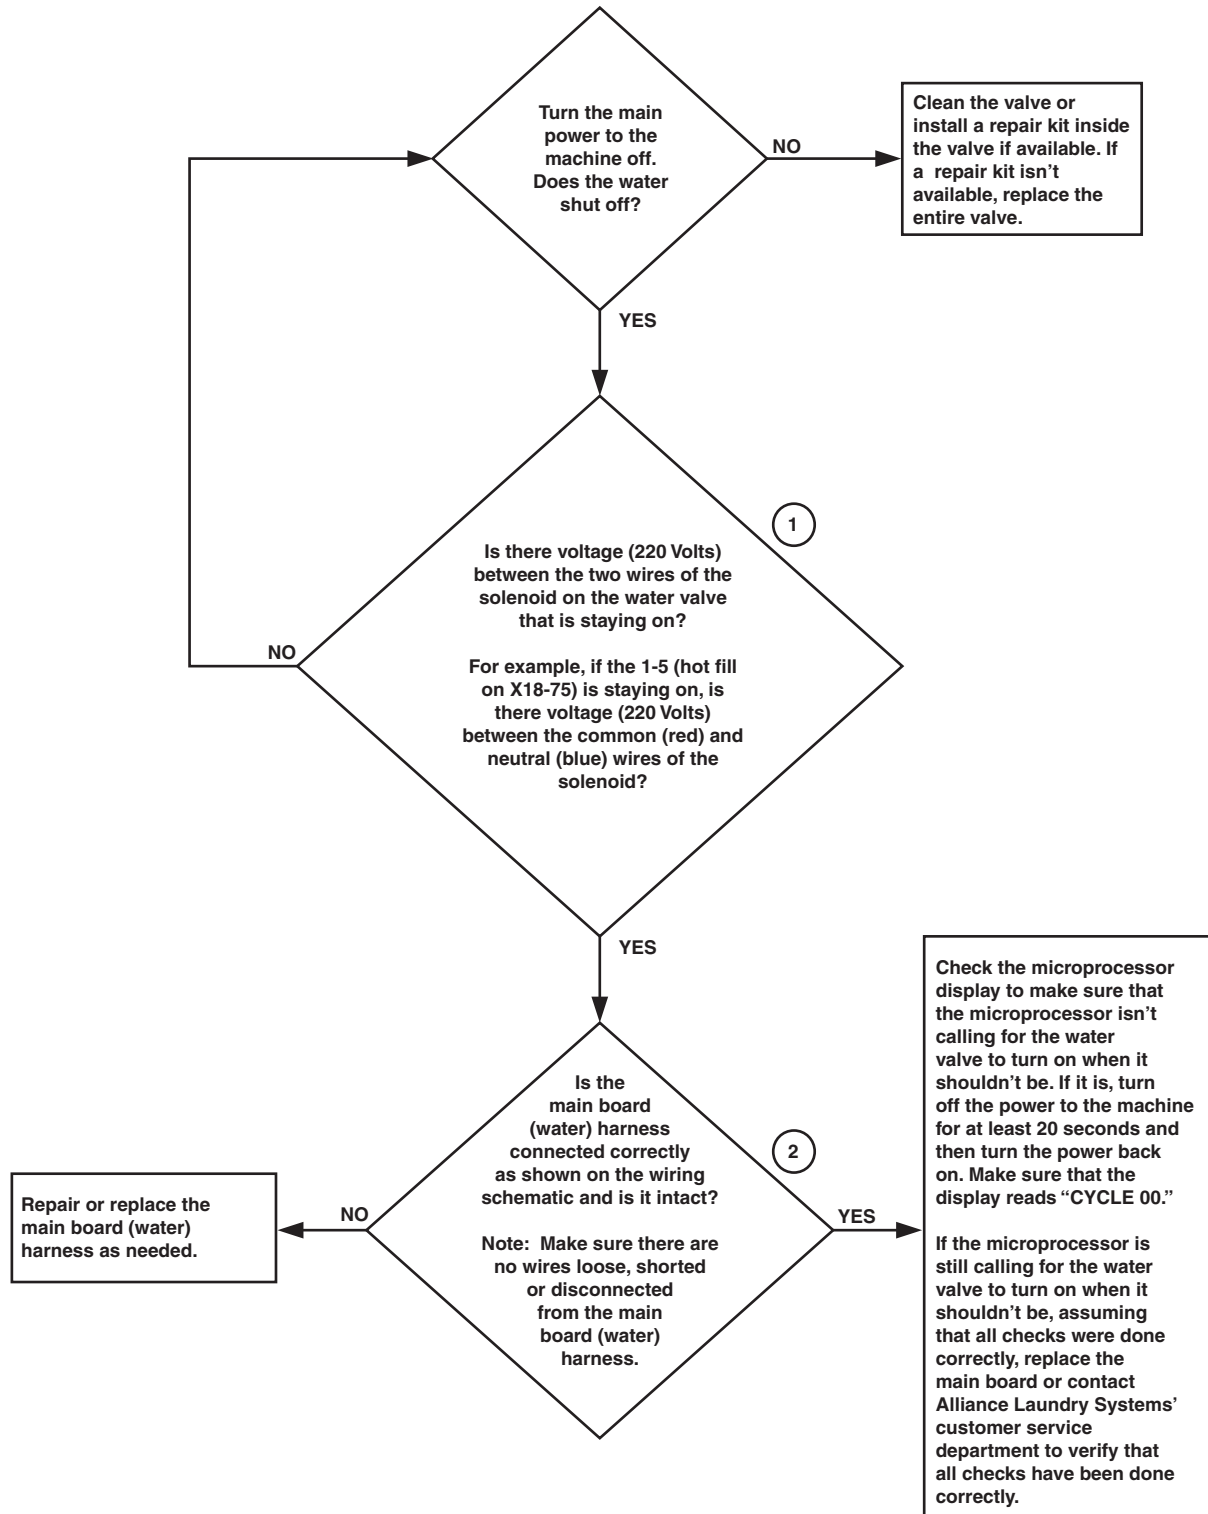 Turn the main
power to the
machine off.
Does the water
shut off?
NO
Clean the valve or
install a repair kit inside
the valve if available. If
a repair kit isn't
available, replace the
entire valve.
YES
1
Is there voltage (220 Volts)
between the two wires of the
solenoid on the water valve
that is staying on?
For example, if the 1-5 (hot fill
on X18-75) is staying on, is
there voltage (220 Volts)
between the common (red) and
neutral (blue) wires of the
solenoid?
NO
YES
2
Is the
main board
(water) harness
connected correctly
as shown on the wiring
schematic and is it intact?
Note: Make sure there are
no wires loose, shorted
or disconnected
from the main
board (water)
harness.
NO
Repair or replace the
main board (water)
harness as needed.
YES
Check the microprocessor
display to make sure that
the microprocessor isn't
calling for the water
valve to turn on when it
shouldn't be. If it is, turn
off the power to the machine
for at least 20 seconds and
then turn the power back
on. Make sure that the
display reads “CYCLE 00.”
If the microprocessor is
still calling for the water
valve to turn on when it
shouldn't be, assuming
that all checks were done
correctly, replace the
main board or contact
Alliance Laundry Systems'
customer service
department to verify that
all checks have been done
correctly.